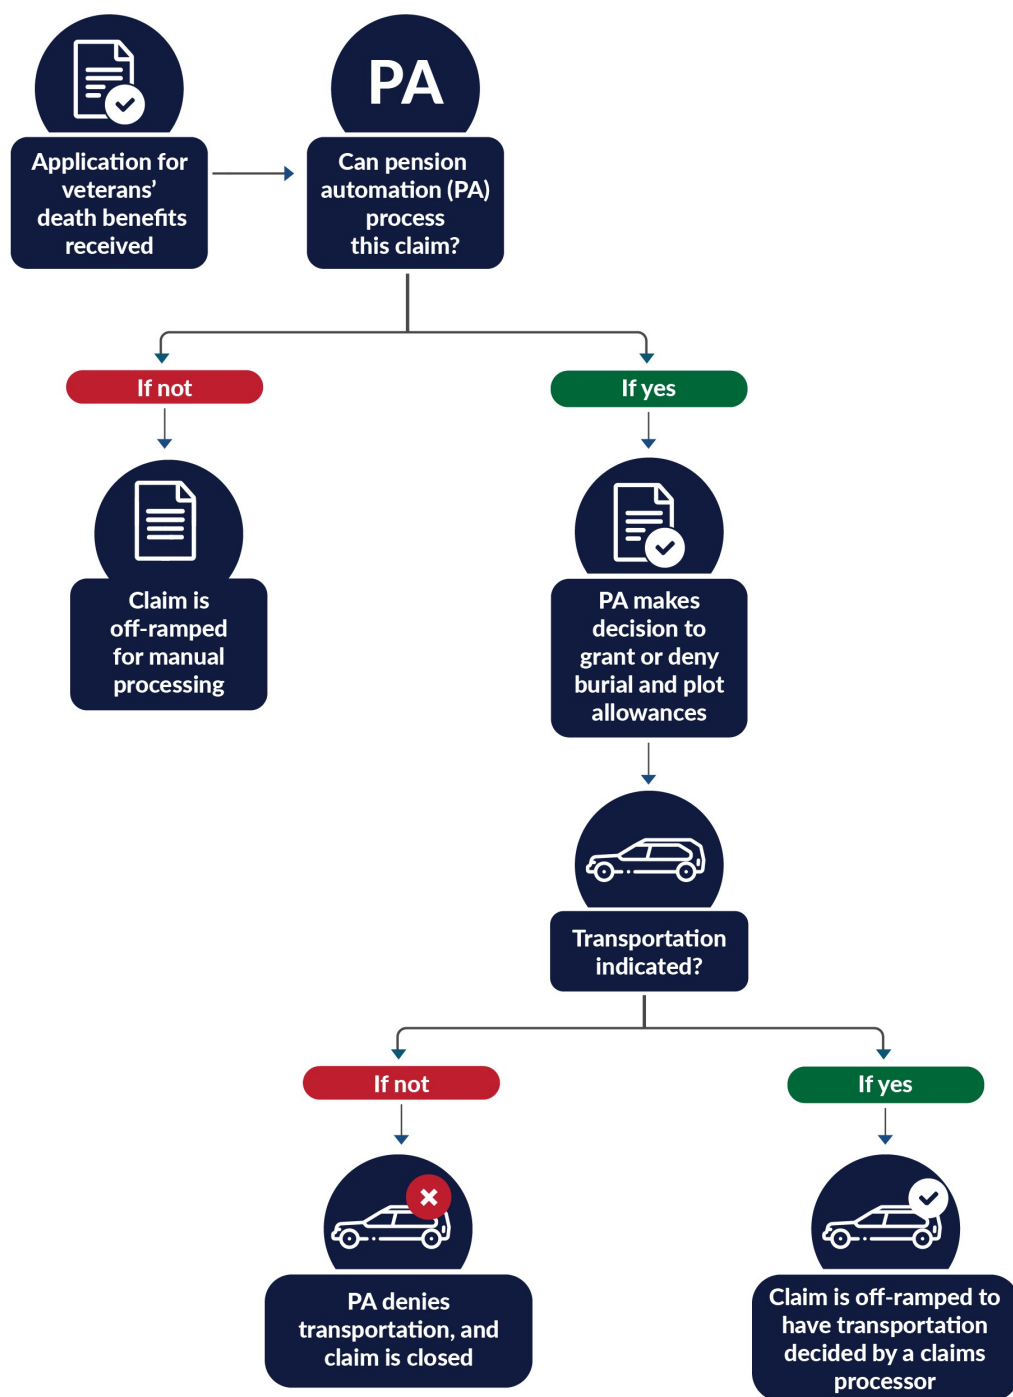 PA
Application for
veterans’
death benefits
received
Can pension
automation (PA)
process
this claim?
If not
If yes
Claim is
off-ramped
for manual
processing
PA makes
decision to
grant or deny
burial and plot
allowances
Transportation
indicated?
If not
If yes
PA denies
transportation, and
claim is closed
Claim is off-ramped to
have transportation
decided by a claims
processor